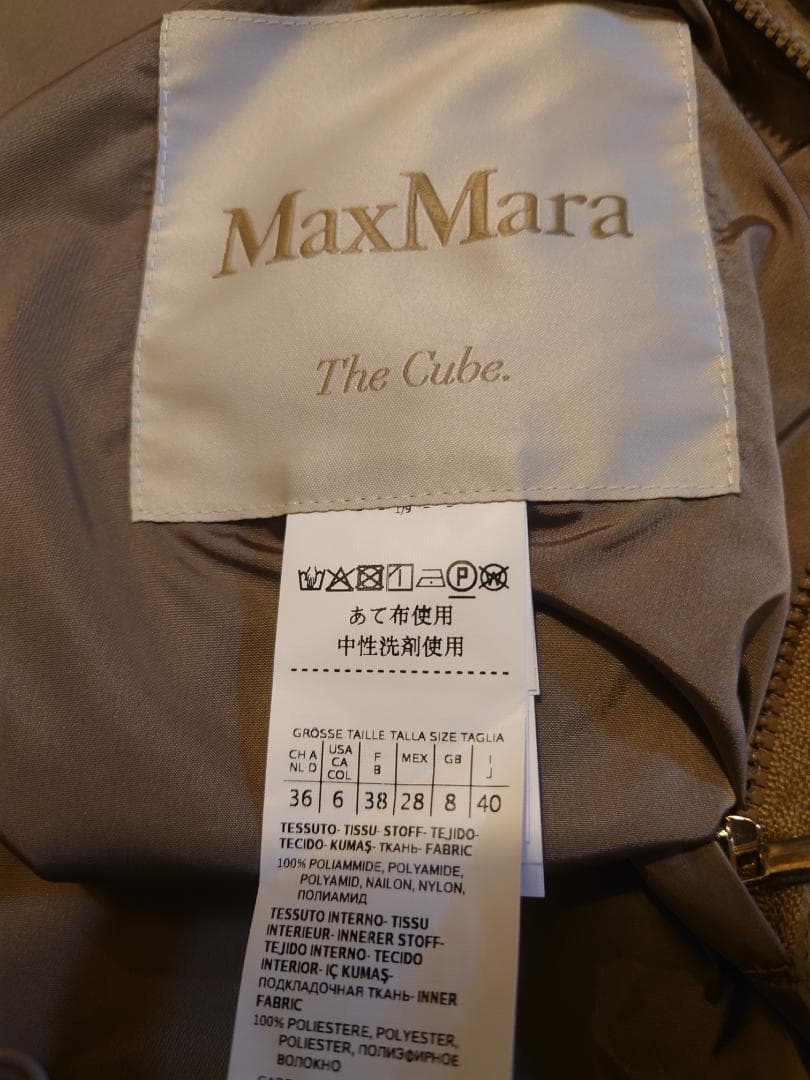 MaxMara
The Cube.
1/9
P W
あて布使用
中性洗剤使用
GRÖSSE TAILLE TALLA SIZE TAGLIA
CH A NL D USA CA COL F B MEX GB I J
36 6 38 28 8 40
TESSUTO- TISSU- STOFF- TEJIDO-
TECIDO- KUMAŞ- ТКАНЬ- FABRIC
100% POLIAMMIDE, POLYAMIDE,
POLYAMID, NAILON, NYLON,
ПОЛИАМИД
TESSUTO INTERNO- TISSU
INTERIEUR- INNERER STOFF-
TEJIDO INTERNO- TECIDO
INTERIOR- IÇ KUMAŞ-
ПОДКЛАДОЧНАЯ ТКАНЬ- INNER
FABRIC
100% POLIESTERE, POLYESTER,
POLIESTER, ПОЛИЭФИРНОЕ
ВОЛОКНО